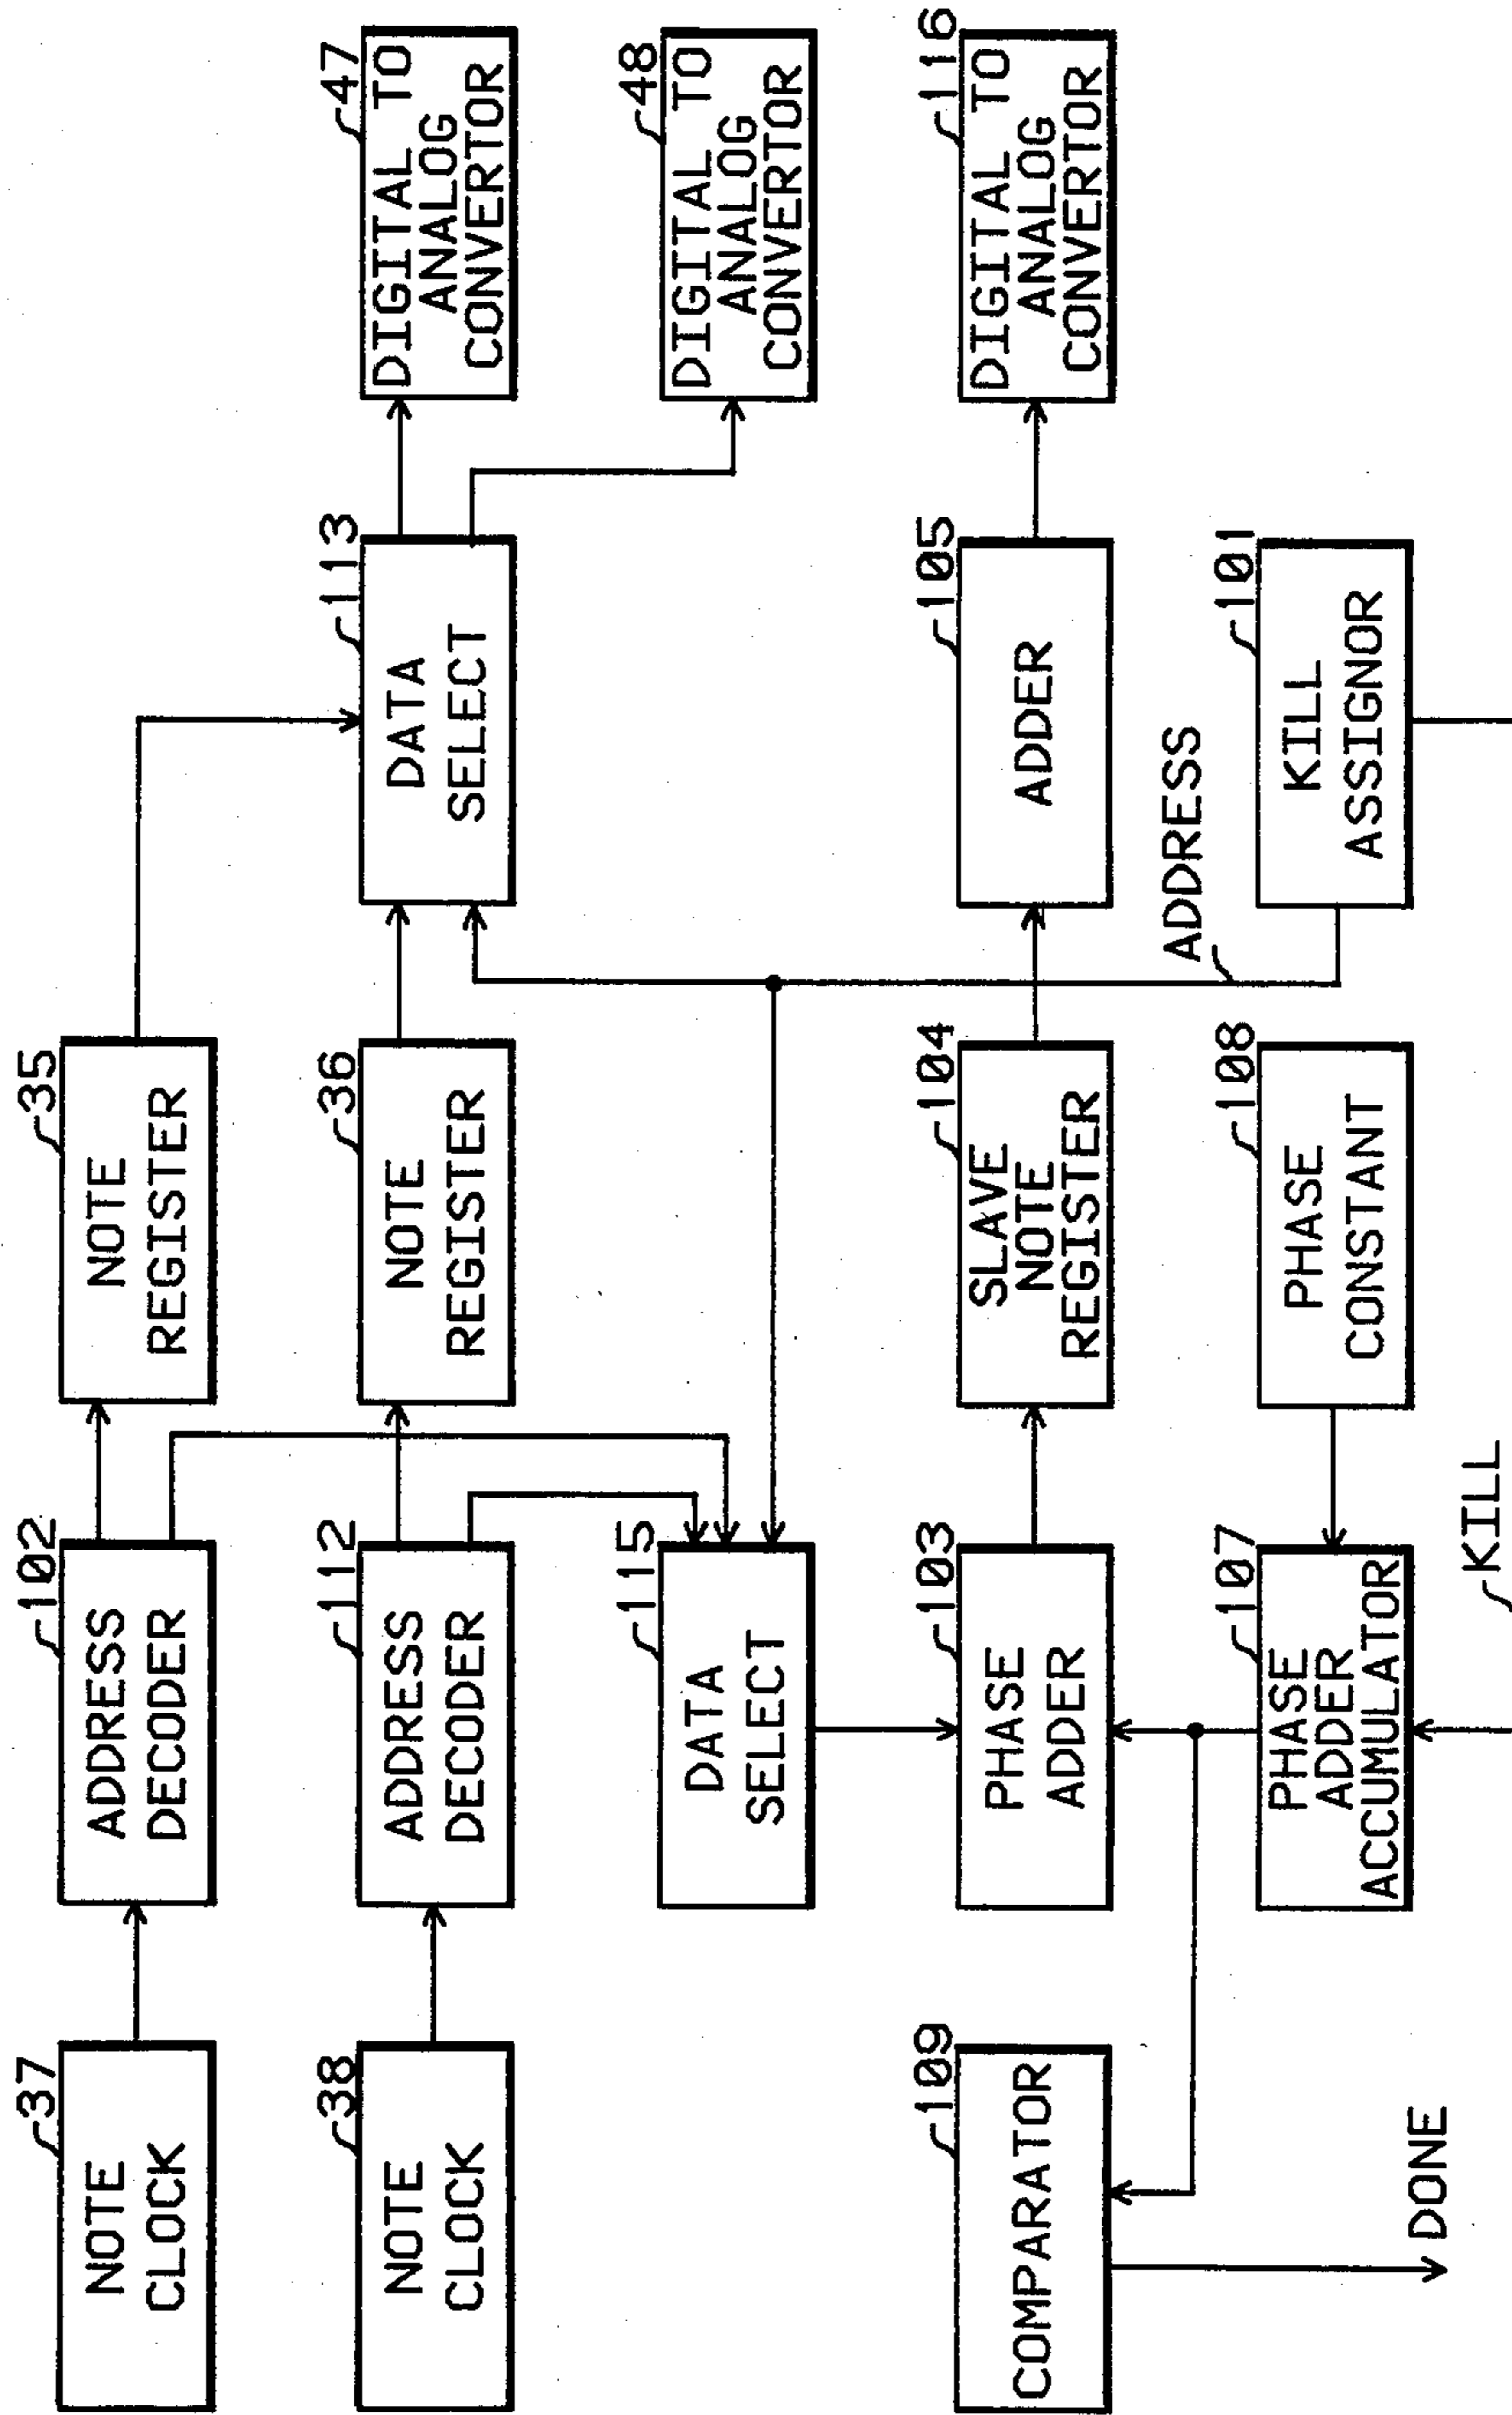 37
NOTE
CLOCK
102
ADDRESS
DECODER
35
NOTE
REGISTER
38
NOTE
CLOCK
112
ADDRESS
DECODER
36
NOTE
REGISTER
113
DATA
SELECT
47
DIGITAL TO
ANALOG
CONVERTOR
115
DATA
SELECT
48
DIGITAL TO
ANALOG
CONVERTOR
109
COMPARATOR
103
PHASE
ADDER
104
SLAVE
NOTE
REGISTER
105
ADDER
116
DIGITAL TO
ANALOG
CONVERTOR
ADDRESS
107
PHASE
ADDER
ACCUMULATOR
108
PHASE
CONSTANT
101
KILL
ASSIGNOR
DONE
KILL